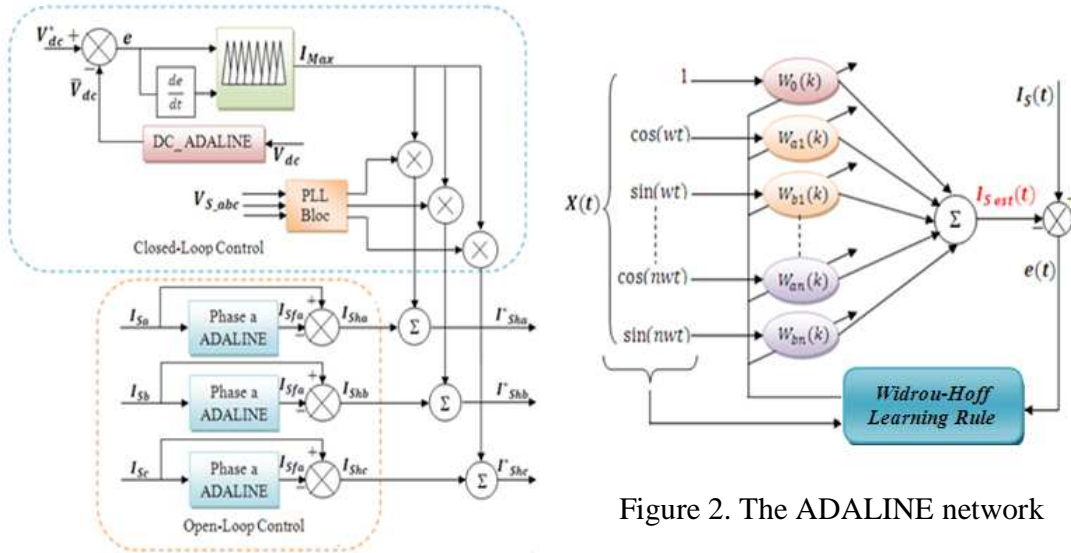 V*dc + e
−
V̄dc
de
dt
IMax
DC_ADALINE
Vdc
VS_abc
PLL
Bloc
Closed-Loop Control
ISa
Phase a
ADALINE
ISfa
+
−
ISha
Σ
I*Sha
ISb
Phase a
ADALINE
ISfa
+
−
IShb
Σ
I*Shb
ISc
Phase a
ADALINE
ISfa
+
−
IShc
Σ
I*Shc
Open-Loop Control
X(t)
1
W0(k)
cos(wt)
Wa1(k)
sin(wt)
Wb1(k)
cos(nwt)
Wan(k)
sin(nwt)
Wbn(k)
Σ
IS(t)
IS est(t)
+
−
e(t)
Widrou-Hoff
Learning Rule
Figure 2. The ADALINE network